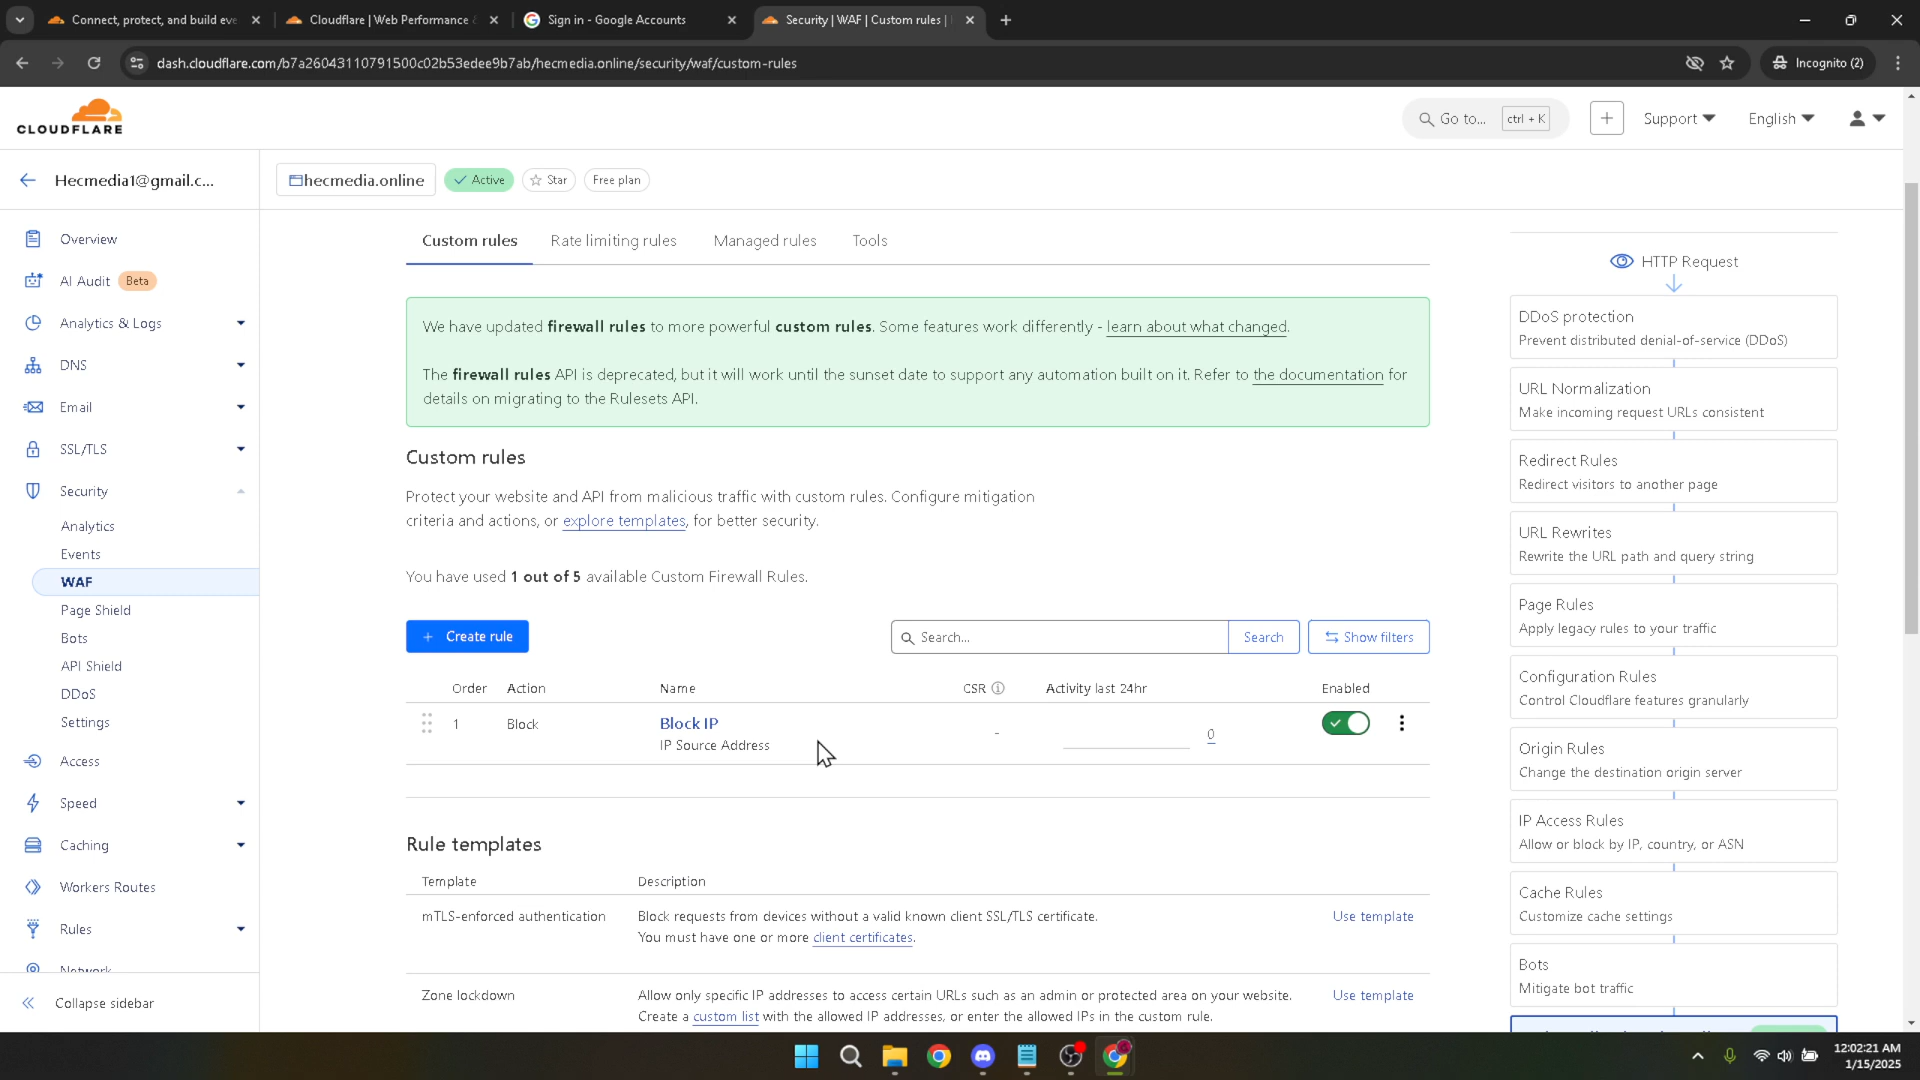 Connect, protect, and build eve
Cloudflare | Web Performance &
Sign in - Google Accounts
Security | WAF | Custom rules |
dash.cloudflare.com/b7a26043110791500c02b53edee9b7ab/hecmedia.online/security/waf/custom-rules
Incognito (2)
CLOUDFLARE
Go to...
ctrl + K
Support
English
Hecmedia1@gmail.c...
hecmedia.online
Active
Star
Free plan
Overview
AI Audit
Beta
Analytics & Logs
DNS
Email
SSL/TLS
Security
Analytics
Events
WAF
Page Shield
Bots
API Shield
DDoS
Settings
Access
Speed
Caching
Workers Routes
Rules
Network
Collapse sidebar
Custom rules
Rate limiting rules
Managed rules
Tools
We have updated firewall rules to more powerful custom rules. Some features work differently - learn about what changed.
The firewall rules API is deprecated, but it will work until the sunset date to support any automation built on it. Refer to the documentation for
details on migrating to the Rulesets API.
Custom rules
Protect your website and API from malicious traffic with custom rules. Configure mitigation
criteria and actions, or explore templates, for better security.
You have used 1 out of 5 available Custom Firewall Rules.
+ Create rule
Search...
Search
Show filters
Order
Action
Name
CSR
Activity last 24hr
Enabled
1
Block
Block IP
IP Source Address
-
0
Rule templates
Template
Description
mTLS-enforced authentication
Block requests from devices without a valid known client SSL/TLS certificate.
You must have one or more client certificates.
Use template
Zone lockdown
Allow only specific IP addresses to access certain URLs such as an admin or protected area on your website.
Create a custom list with the allowed IP addresses, or enter the allowed IPs in the custom rule.
Use template
HTTP Request
DDoS protection
Prevent distributed denial-of-service (DDoS)
URL Normalization
Make incoming request URLs consistent
Redirect Rules
Redirect visitors to another page
URL Rewrites
Rewrite the URL path and query string
Page Rules
Apply legacy rules to your traffic
Configuration Rules
Control Cloudflare features granularly
Origin Rules
Change the destination origin server
IP Access Rules
Allow or block by IP, country, or ASN
Cache Rules
Customize cache settings
Bots
Mitigate bot traffic
12:02:21 AM
1/15/2025